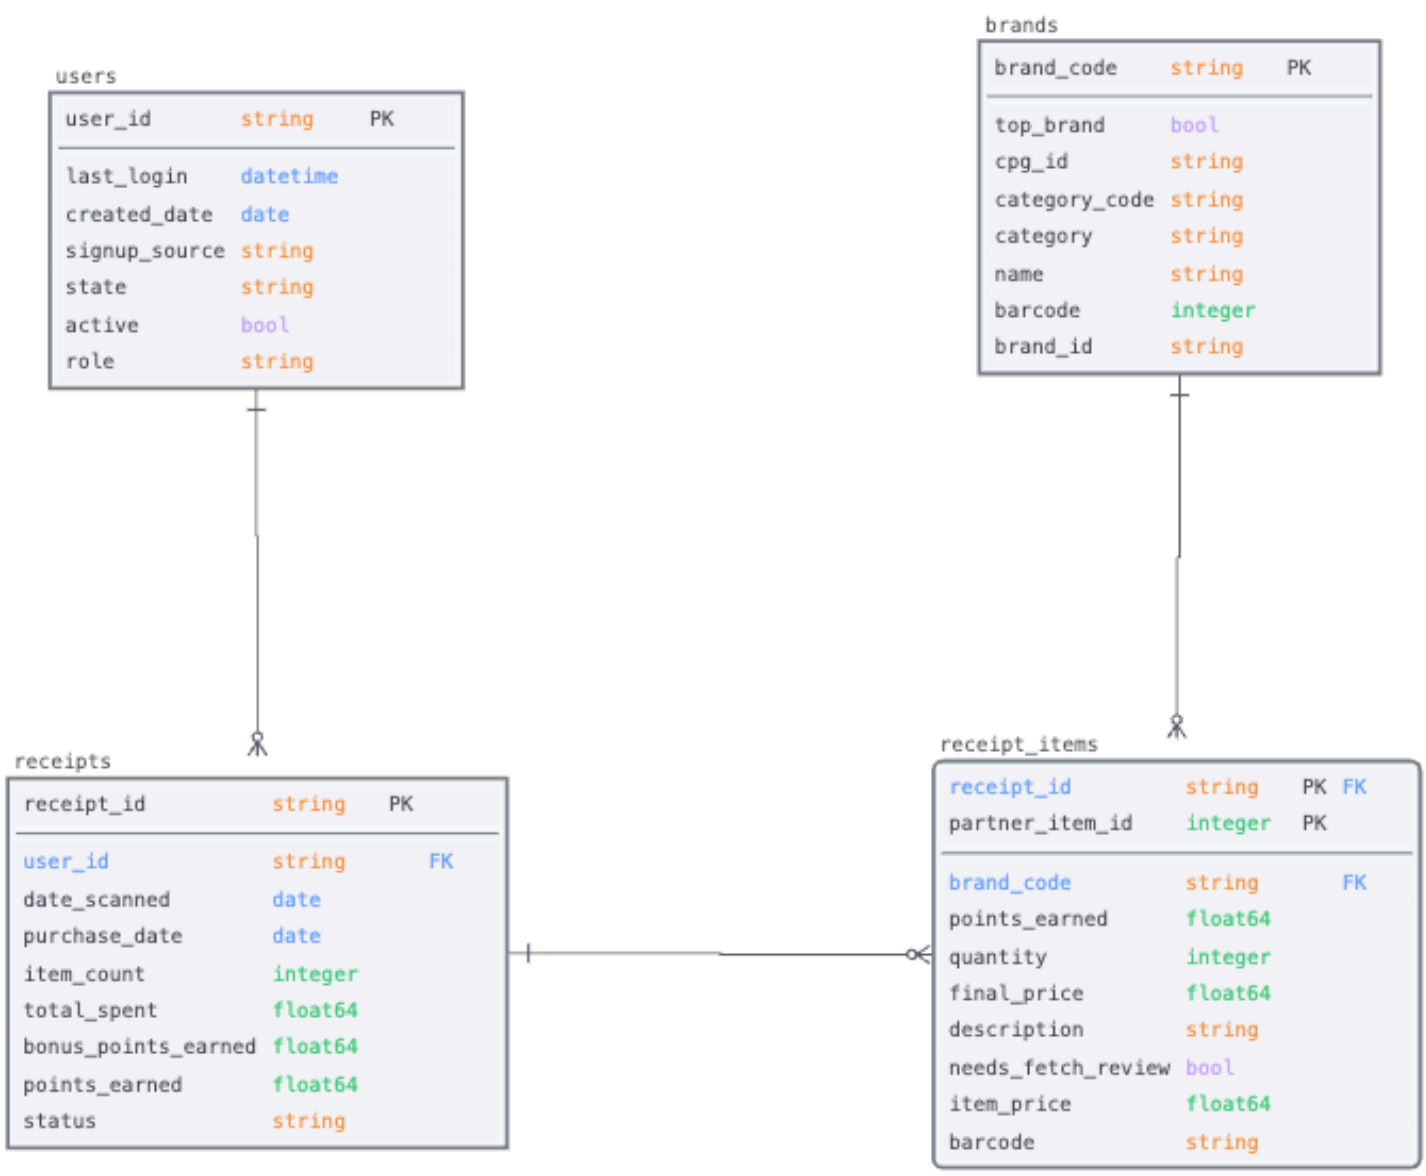 users
user_id string PK
last_login datetime
created_date date
signup_source string
state string
active bool
role string
brands
brand_code string PK
top_brand bool
cpg_id string
category_code string
category string
name string
barcode integer
brand_id string
receipts
receipt_id string PK
user_id string FK
date_scanned date
purchase_date date
item_count integer
total_spent float64
bonus_points_earned float64
points_earned float64
status string
receipt_items
receipt_id string PK FK
partner_item_id integer PK
brand_code string FK
points_earned float64
quantity integer
final_price float64
description string
needs_fetch_review bool
item_price float64
barcode string